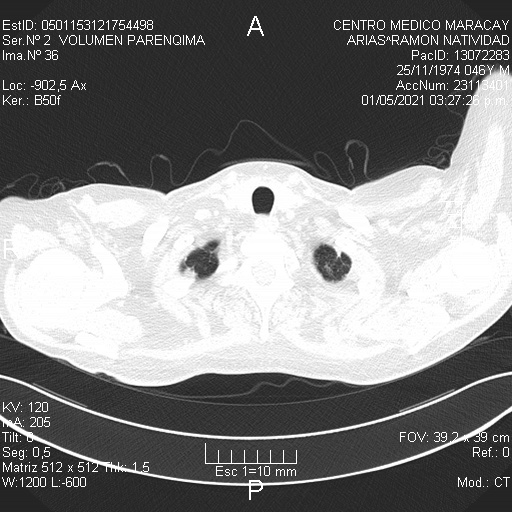 EstID: 0501153121754498
Ser.Nº 2 VOLUMEN PARENQIMA
Ima.Nº 36
Loc: -902,5 Ax
Ker.: B50f
A
CENTRO MEDICO MARACAY
ARIAS^RAMON NATIVIDAD
PacID: 13072283
25/11/1974 046Y M
AccNum: 23113401
01/05/2021 03:27:26 p.m.
KV: 120
mA: 205
Tilt: 0
Seg: 0,5
Matriz 512 x 512 Thk: 1.5
W:1200 L:-600
Esc 1=10 mm
P
FOV: 39.2 x 39 cm
Ref.: 0
Mod.: CT